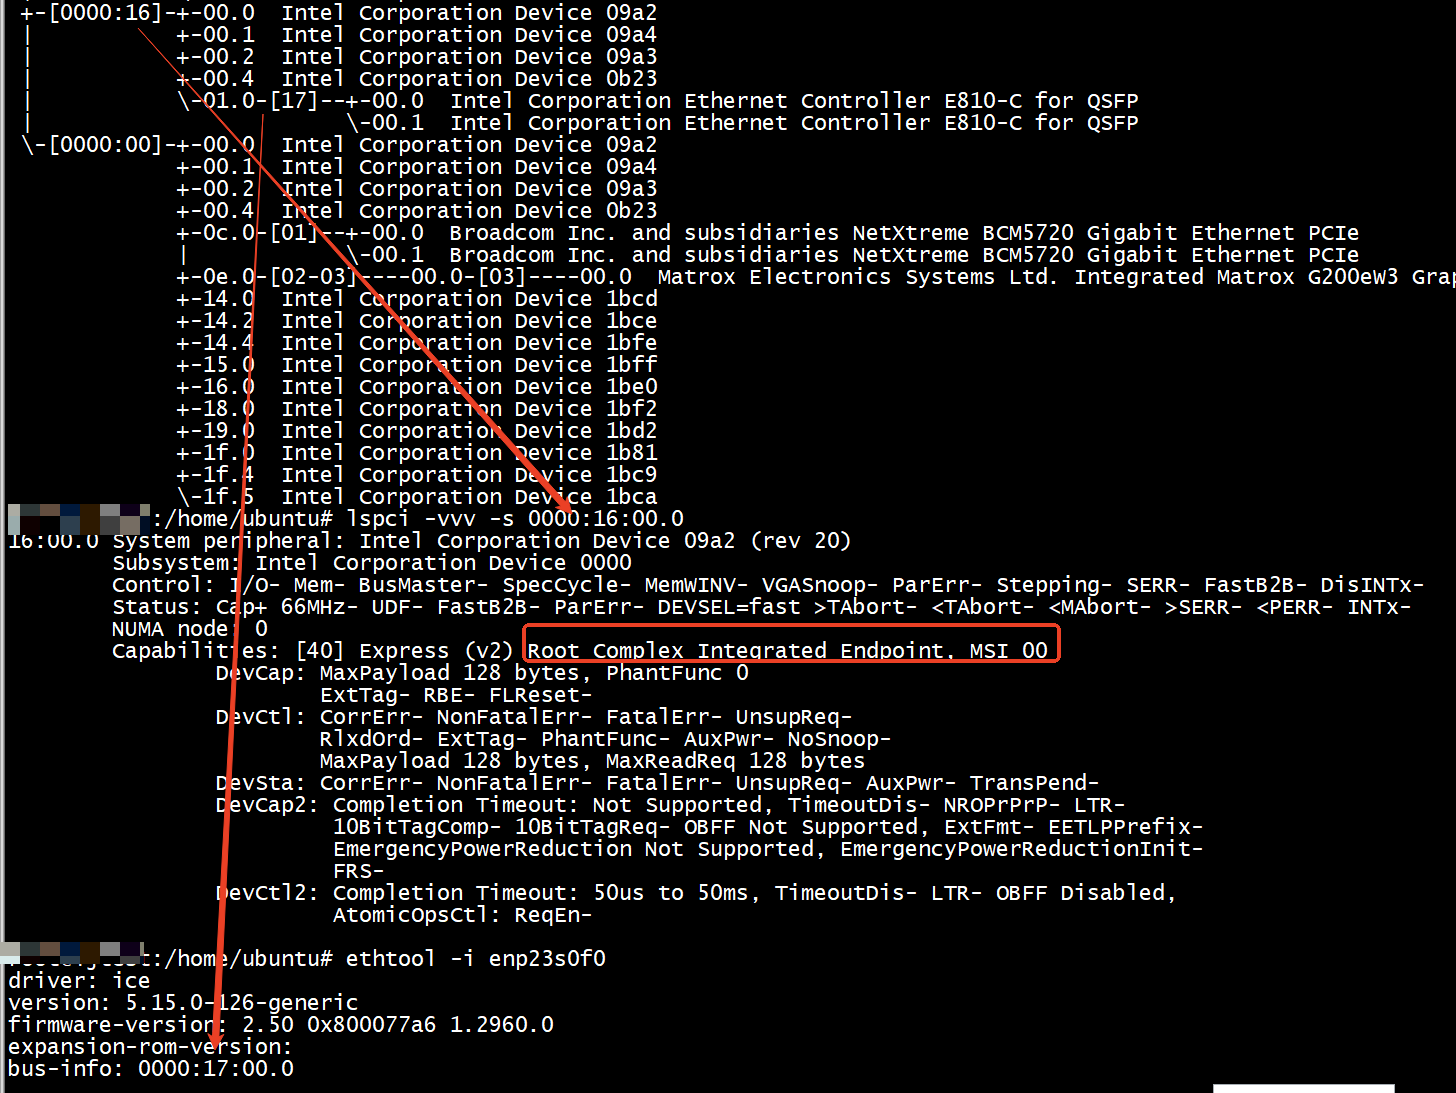 +-[0000:16]-+-00.0  Intel Corporation Device 09a2
|           +-00.1  Intel Corporation Device 09a4
|           +-00.2  Intel Corporation Device 09a3
|           +-00.4  Intel Corporation Device 0b23
|           \-01.0-[17]--+-00.0  Intel Corporation Ethernet Controller E810-C for QSFP
|                        \-00.1  Intel Corporation Ethernet Controller E810-C for QSFP
\-[0000:00]-+-00.0  Intel Corporation Device 09a2
            +-00.1  Intel Corporation Device 09a4
            +-00.2  Intel Corporation Device 09a3
            +-00.4  Intel Corporation Device 0b23
            +-0c.0-[01]--+-00.0  Broadcom Inc. and subsidiaries NetXtreme BCM5720 Gigabit Ethernet PCIe
            |            \-00.1  Broadcom Inc. and subsidiaries NetXtreme BCM5720 Gigabit Ethernet PCIe
            +-0e.0-[02-03]----00.0-[03]----00.0  Matrox Electronics Systems Ltd. Integrated Matrox G200eW3 Grap
            +-14.0  Intel Corporation Device 1bcd
            +-14.2  Intel Corporation Device 1bce
            +-14.4  Intel Corporation Device 1bfe
            +-15.0  Intel Corporation Device 1bff
            +-16.0  Intel Corporation Device 1be0
            +-18.0  Intel Corporation Device 1bf2
            +-19.0  Intel Corporation Device 1bd2
            +-1f.0  Intel Corporation Device 1b81
            +-1f.4  Intel Corporation Device 1bc9
            \-1f.5  Intel Corporation Device 1bca
:/home/ubuntu# lspci -vvv -s 0000:16:00.0
16:00.0 System peripheral: Intel Corporation Device 09a2 (rev 20)
        Subsystem: Intel Corporation Device 0000
        Control: I/O- Mem- BusMaster- SpecCycle- MemWINV- VGASnoop- ParErr- Stepping- SERR- FastB2B- DisINTx-
        Status: Cap+ 66MHz- UDF- FastB2B- ParErr- DEVSEL=fast >TAbort- <TAbort- <MAbort- >SERR- <PERR- INTx-
        NUMA node: 0
        Capabilities: [40] Express (v2) Root Complex Integrated Endpoint, MSI 00
                DevCap: MaxPayload 128 bytes, PhantFunc 0
                        ExtTag- RBE- FLReset-
                DevCtl: CorrErr- NonFatalErr- FatalErr- UnsupReq-
                        RlxdOrd- ExtTag- PhantFunc- AuxPwr- NoSnoop-
                        MaxPayload 128 bytes, MaxReadReq 128 bytes
                DevSta: CorrErr- NonFatalErr- FatalErr- UnsupReq- AuxPwr- TransPend-
                DevCap2: Completion Timeout: Not Supported, TimeoutDis- NROPrPrP- LTR-
                         10BitTagComp- 10BitTagReq- OBFF Not Supported, ExtFmt- EETLPPrefix-
                         EmergencyPowerReduction Not Supported, EmergencyPowerReductionInit-
                         FRS-
                DevCtl2: Completion Timeout: 50us to 50ms, TimeoutDis- LTR- OBFF Disabled,
                         AtomicOpsCtl: ReqEn-
:/home/ubuntu# ethtool -i enp23s0f0
driver: ice
version: 5.15.0-126-generic
firmware-version: 2.50 0x800077a6 1.2960.0
expansion-rom-version:
bus-info: 0000:17:00.0